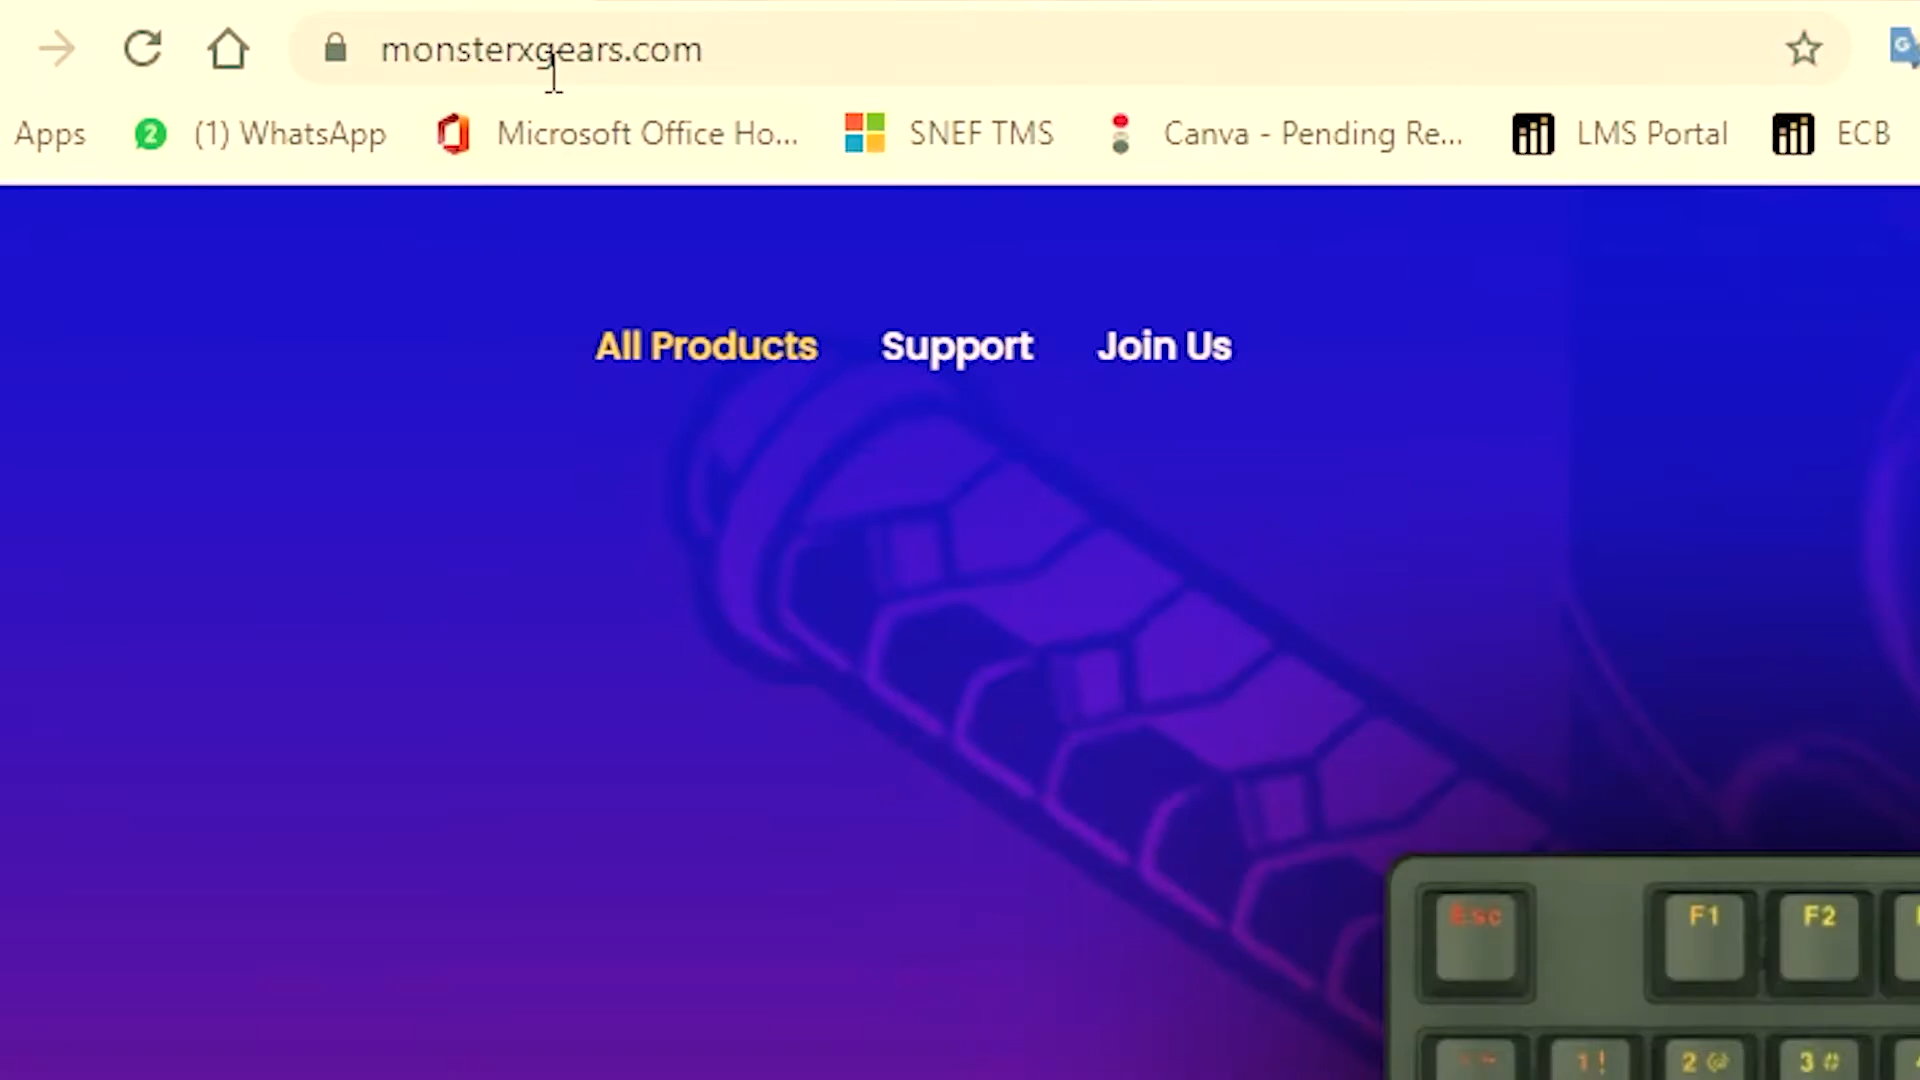 monsterxgears.com
Apps 2 (1) WhatsApp Microsoft Office Ho... SNEF TMS Canva - Pending Re... LMS Portal ECB
All Products Support Join Us
Esc F1 F2
1 ! 2 @ 3 #